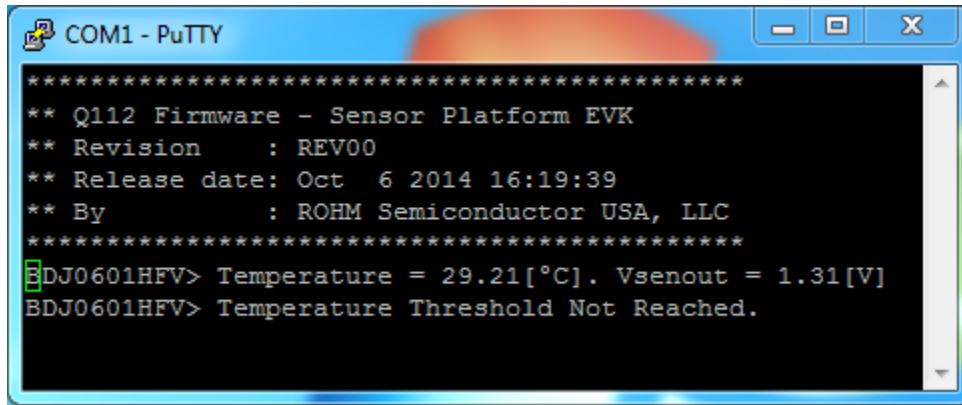 COM1 - PuTTY
*********************************************
** Q112 Firmware - Sensor Platform EVK
** Revision    : REV00
** Release date: Oct  6 2014 16:19:39
** By          : ROHM Semiconductor USA, LLC
*********************************************
BDJ0601HFV> Temperature = 29.21[°C]. Vsenout = 1.31[V]
BDJ0601HFV> Temperature Threshold Not Reached.